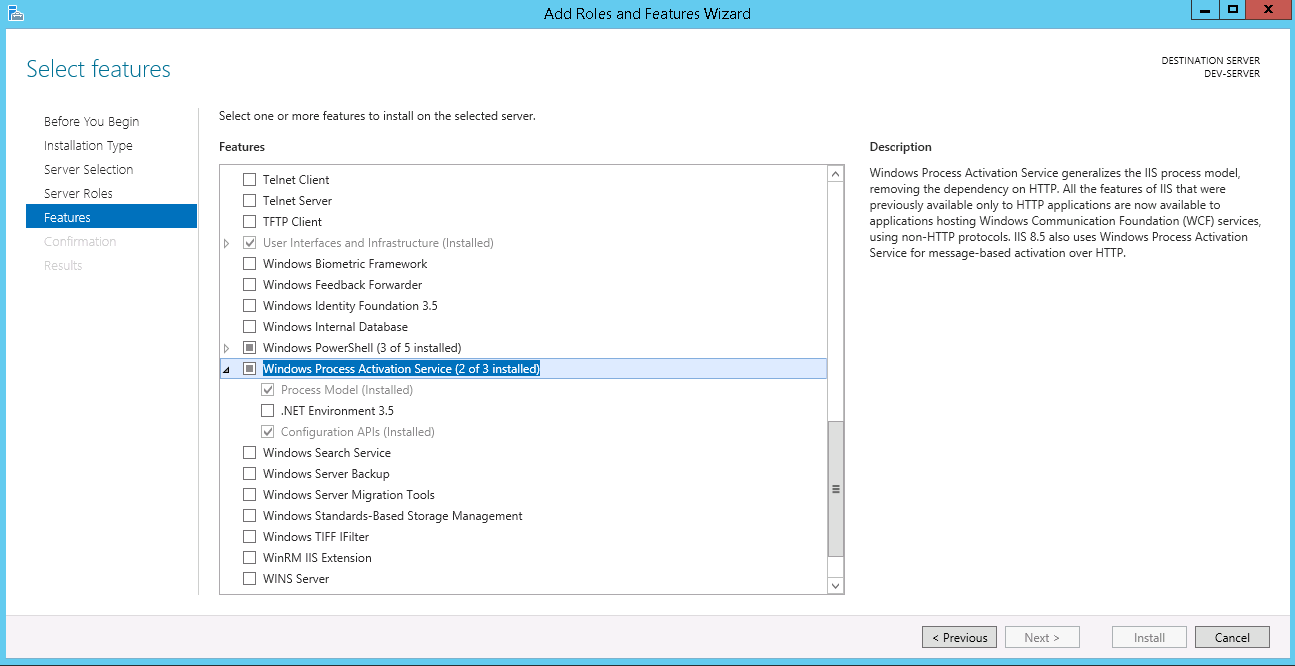 Add Roles and Features Wizard
Select features
DESTINATION SERVER
DEV-SERVER
Before You Begin
Installation Type
Server Selection
Server Roles
Features
Confirmation
Results
Select one or more features to install on the selected server.
Features
Telnet Client
Telnet Server
TFTP Client
User Interfaces and Infrastructure (Installed)
Windows Biometric Framework
Windows Feedback Forwarder
Windows Identity Foundation 3.5
Windows Internal Database
Windows PowerShell (3 of 5 installed)
Windows Process Activation Service (2 of 3 installed)
Process Model (Installed)
.NET Environment 3.5
Configuration APIs (Installed)
Windows Search Service
Windows Server Backup
Windows Server Migration Tools
Windows Standards-Based Storage Management
Windows TIFF IFilter
WinRM IIS Extension
WINS Server
Description
Windows Process Activation Service generalizes the IIS process model,
removing the dependency on HTTP. All the features of IIS that were
previously available only to HTTP applications are now available to
applications hosting Windows Communication Foundation (WCF) services,
using non-HTTP protocols. IIS 8.5 also uses Windows Process Activation
Service for message-based activation over HTTP.
< Previous
Next >
Install
Cancel